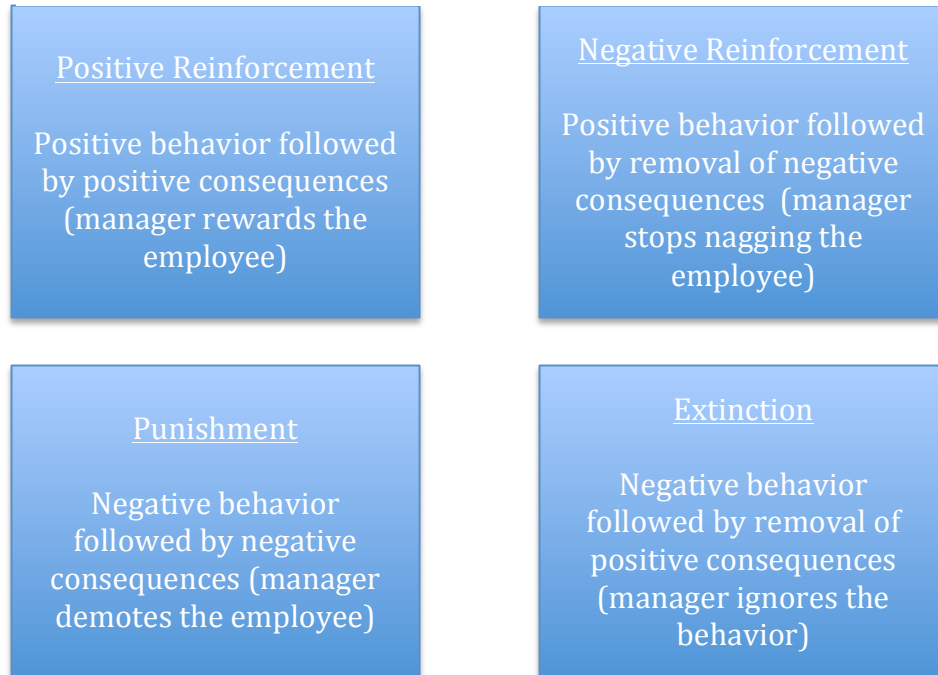 Positive Reinforcement
Positive behavior followed
by positive consequences
(manager rewards the
employee)
Negative Reinforcement
Positive behavior followed
by removal of negative
consequences  (manager
stops nagging the
employee)
Punishment
Negative behavior
followed by negative
consequences (manager
demotes the employee)
Extinction
Negative behavior
followed by removal of
positive consequences
(manager ignores the
behavior)